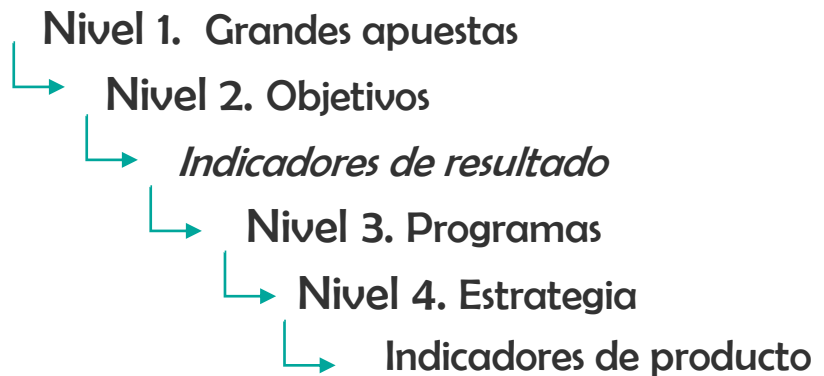 Nivel 1. Grandes apuestas
Nivel 2. Objetivos
Indicadores de resultado
Nivel 3. Programas
Nivel 4. Estrategia
Indicadores de producto